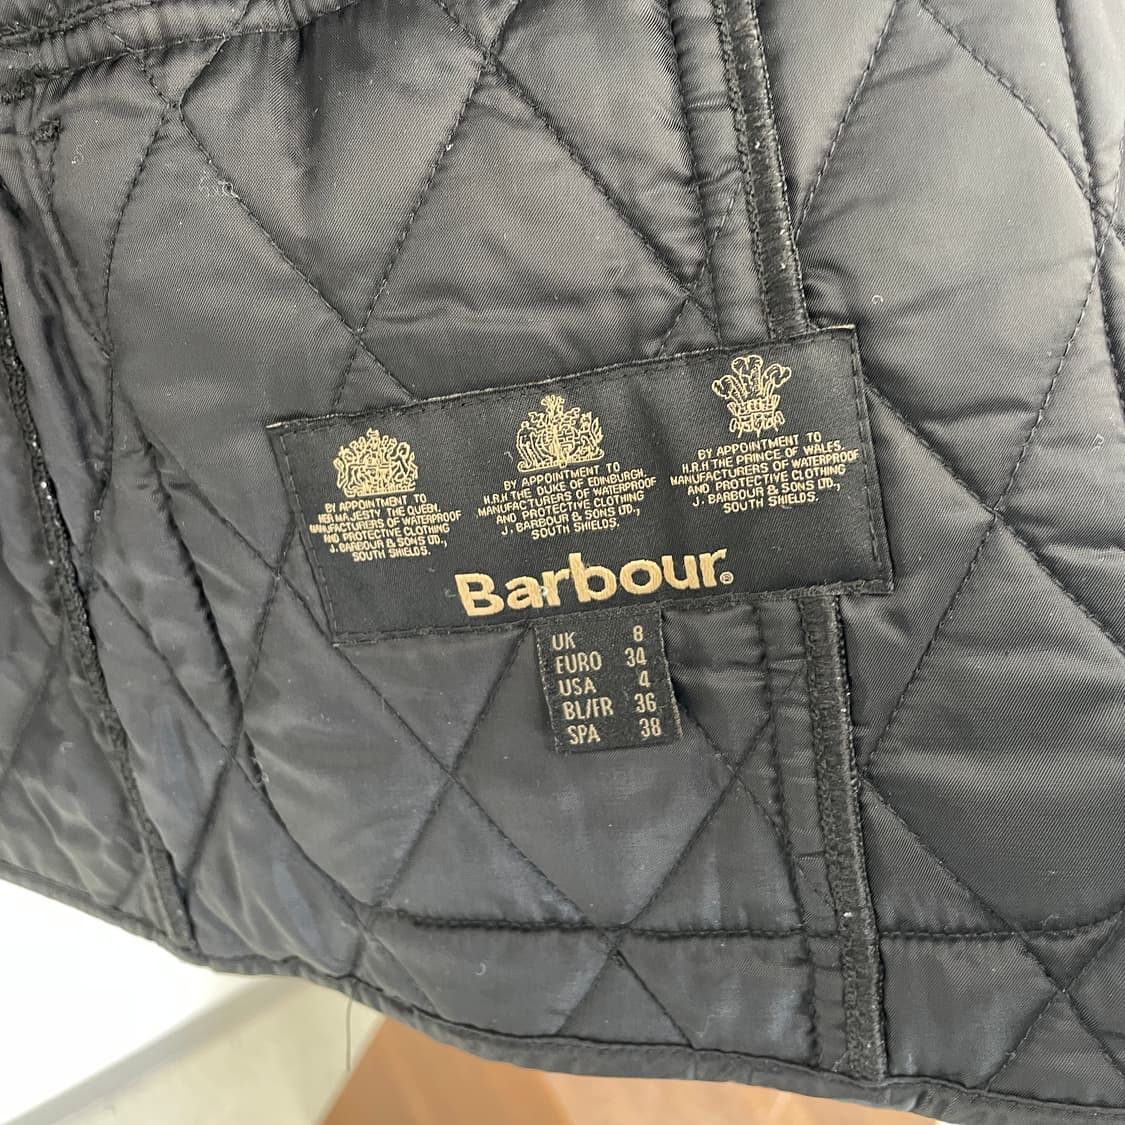 BY APPOINTMENT TO
HER MAJESTY THE QUEEN,
MANUFACTURERS OF WATERPROOF
AND PROTECTIVE CLOTHING
J. BARBOUR & SONS LTD.,
SOUTH SHIELDS.
BY APPOINTMENT TO
H.R.H THE DUKE OF EDINBURGH,
MANUFACTURERS OF WATERPROOF
AND PROTECTIVE CLOTHING
J. BARBOUR & SONS LTD.,
SOUTH SHIELDS.
BY APPOINTMENT TO
H.R.H THE PRINCE OF WALES,
MANUFACTURERS OF WATERPROOF
AND PROTECTIVE CLOTHING
J. BARBOUR & SONS LTD.,
SOUTH SHIELDS.
Barbour®
UK 8
EURO 34
USA 4
BL/FR 36
SPA 38